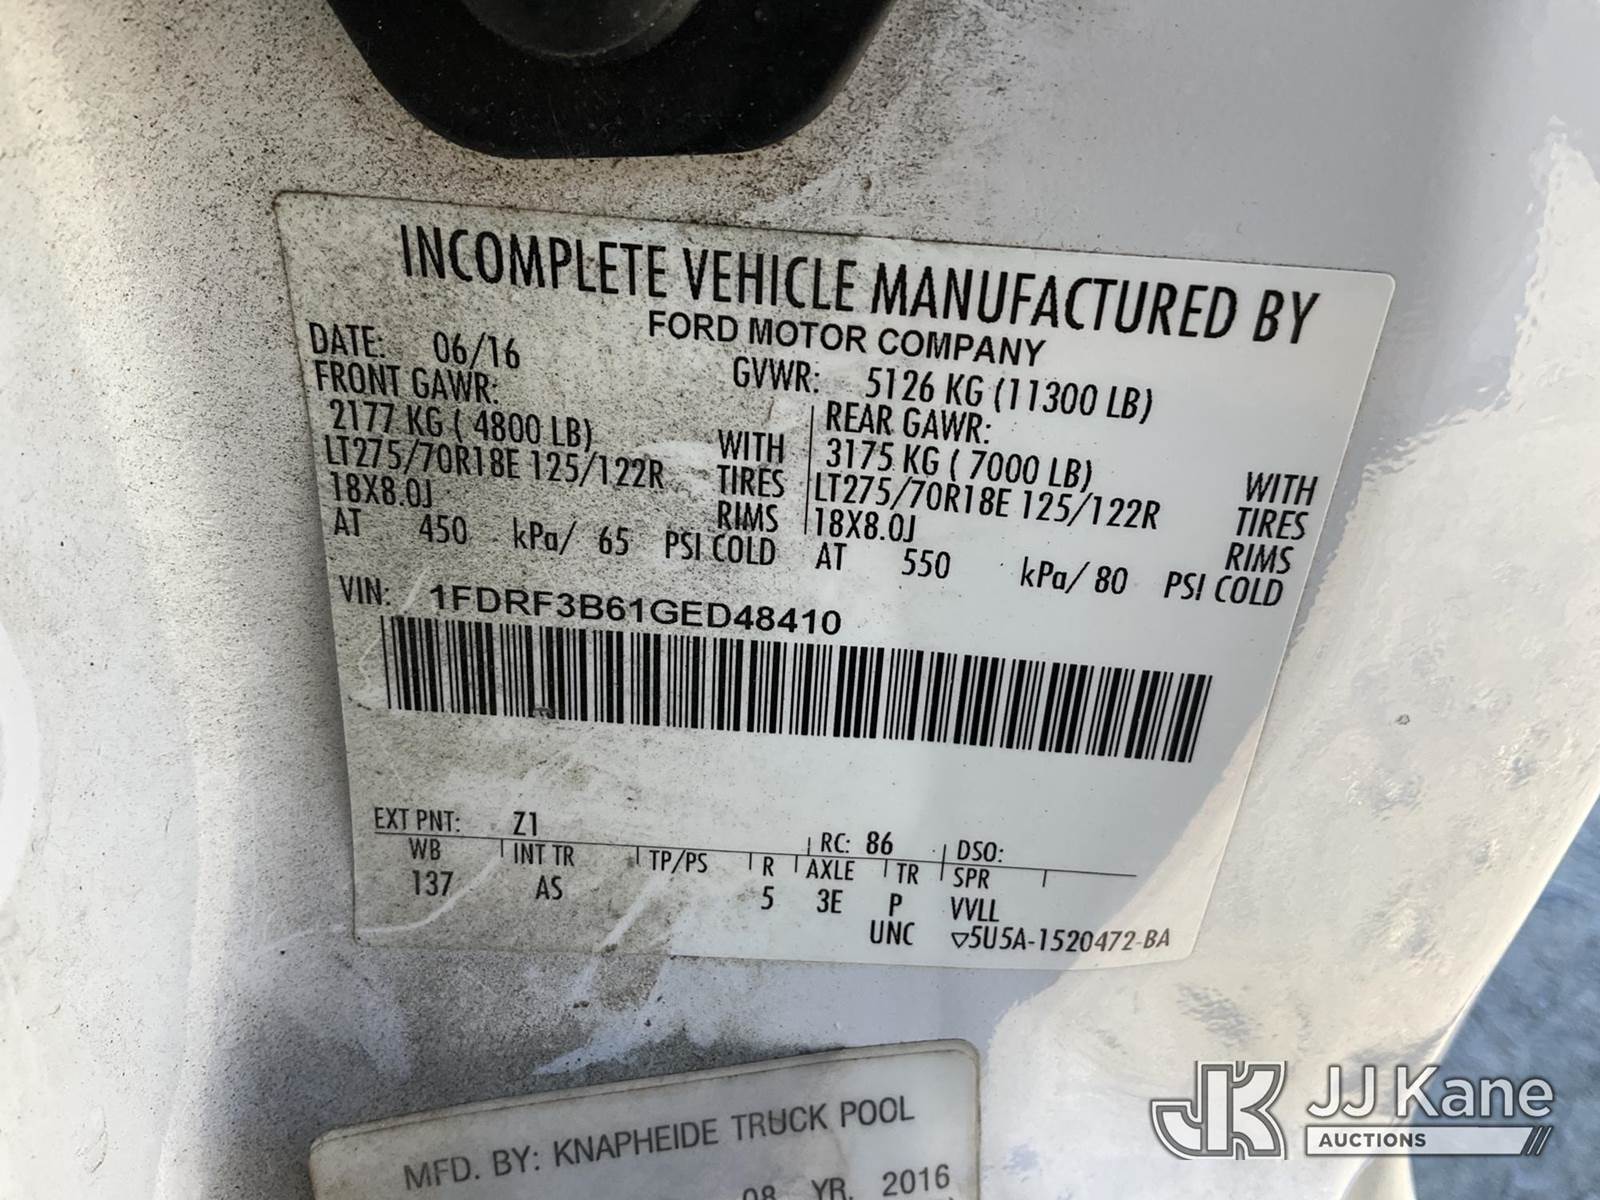 INCOMPLETE VEHICLE MANUFACTURED BY
FORD MOTOR COMPANY
DATE: 06/16 GVWR: 5126 KG (11300 LB)
FRONT GAWR: REAR GAWR:
2177 KG ( 4800 LB) WITH 3175 KG ( 7000 LB) WITH
LT275/70R18E 125/122R TIRES LT275/70R18E 125/122R TIRES
18X8.0J RIMS 18X8.0J RIMS
AT 450 kPa/ 65 PSI COLD AT 550 kPa/ 80 PSI COLD
VIN: 1FDRF3B61GED48410
EXT PNT: Z1 RC: 86 DSO:
WB INT TR TP/PS R AXLE TR SPR
137 AS 5 3E P VVLL
UNC ▽5U5A-1520472-BA
MFD. BY: KNAPHEIDE TRUCK POOL
08 YR. 2016
JK JJ Kane
AUCTIONS